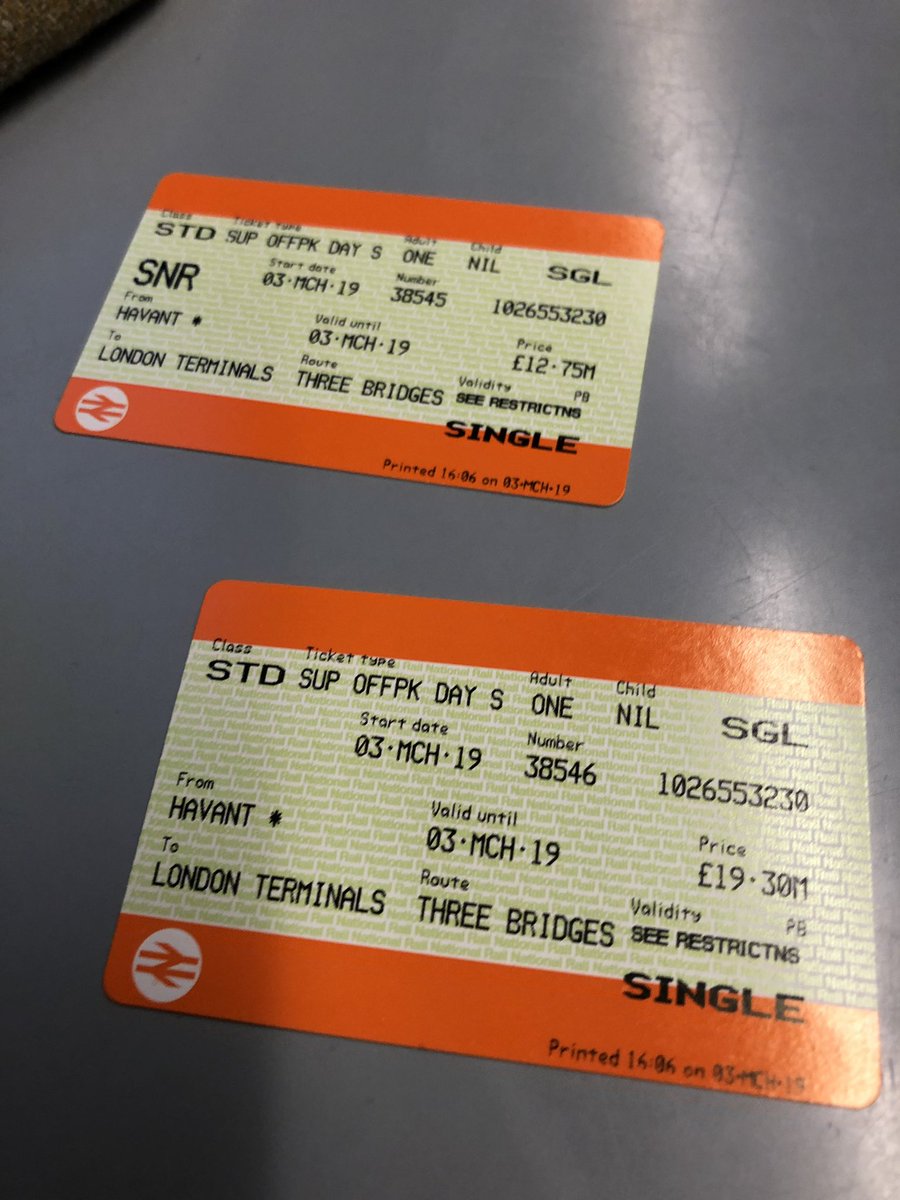 Class Ticket type Adult Child
STD SUP OFFPK DAY S ONE NIL SGL
Start date Number
SNR 03·MCH·19 38545 1026553230
From Valid until Price
HAVANT * 03·MCH·19 £12·75M
To Route Validity PB
LONDON TERMINALS THREE BRIDGES SEE RESTRICTNS
SINGLE
Printed 16:06 on 03·MCH·19
Class Ticket type Adult Child
STD SUP OFFPK DAY S ONE NIL SGL
Start date Number
03·MCH·19 38546 1026553230
From Valid until Price
HAVANT * 03·MCH·19 £19·30M
To Route Validity PB
LONDON TERMINALS THREE BRIDGES SEE RESTRICTNS
SINGLE
Printed 16:06 on 03·MCH·19